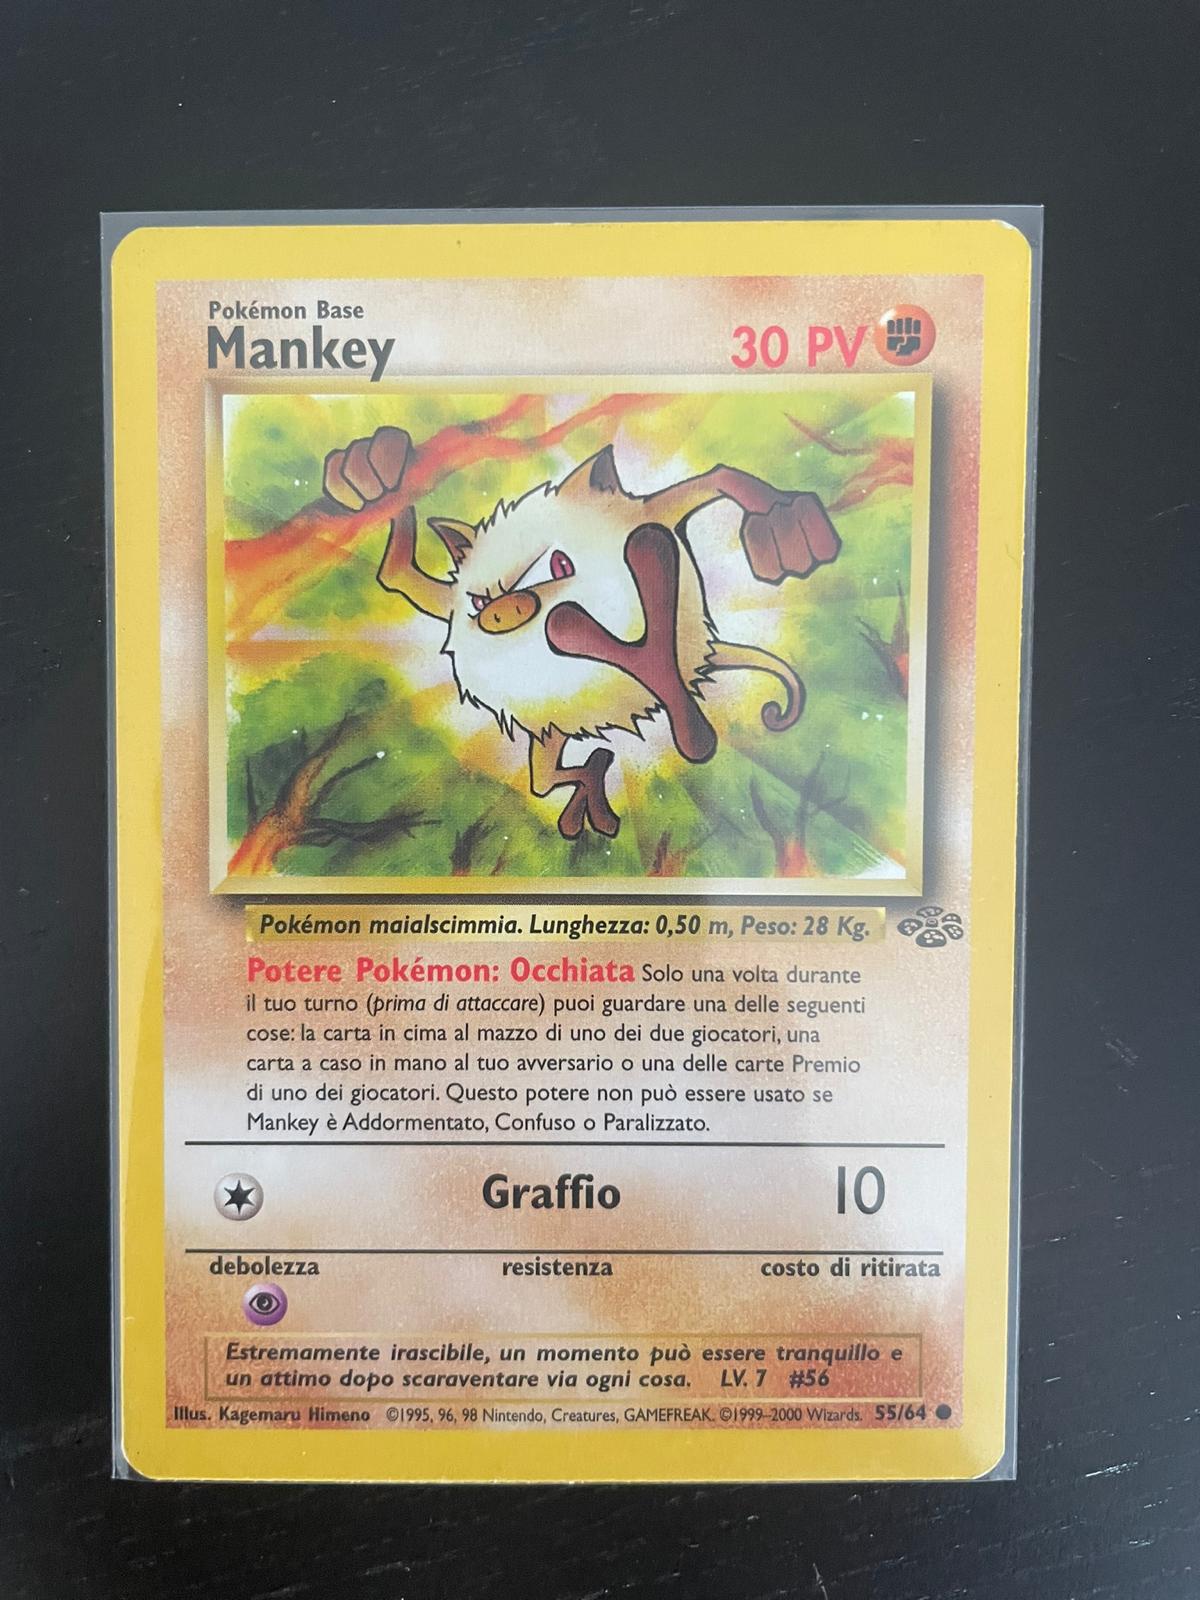 Pokémon Base
Mankey
30 PV
Pokémon maialscimmia. Lunghezza: 0,50 m, Peso: 28 Kg.
Potere Pokémon: Occhiata Solo una volta durante
il tuo turno (prima di attaccare) puoi guardare una delle seguenti
cose: la carta in cima al mazzo di uno dei due giocatori, una
carta a caso in mano al tuo avversario o una delle carte Premio
di uno dei giocatori. Questo potere non può essere usato se
Mankey è Addormentato, Confuso o Paralizzato.
Graffio 10
debolezza resistenza costo di ritirata
Estremamente irascibile, un momento può essere tranquillo e
un attimo dopo scaraventare via ogni cosa. LV. 7 #56
Illus. Kagemaru Himeno ©1995, 96, 98 Nintendo, Creatures, GAMEFREAK. ©1999–2000 Wizards. 55/64